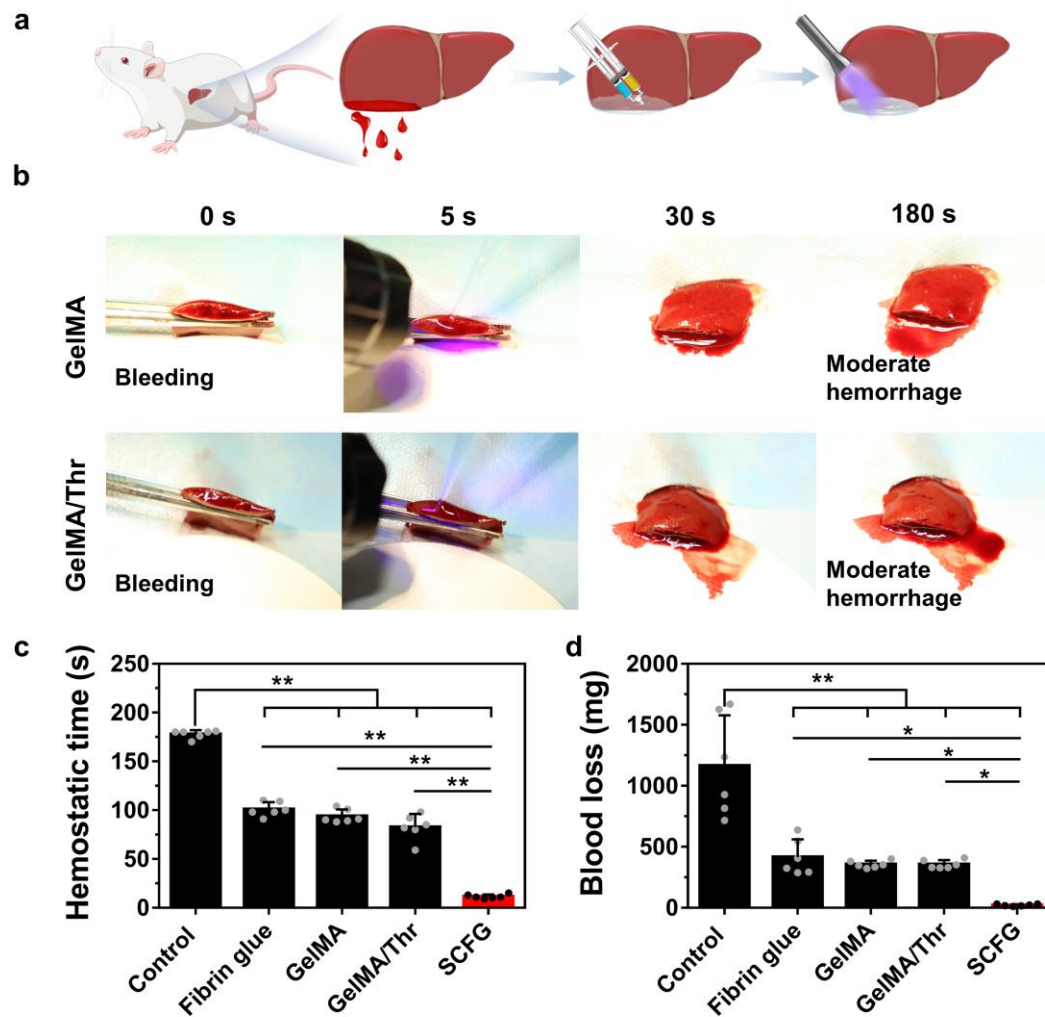 a
b
0 s 5 s 30 s 180 s
GelMA
Bleeding
Moderate
hemorrhage
GelMA/Thr
Bleeding
Moderate
hemorrhage
c
Hemostatic time (s)
250
200
150
100
50
0
**
**
**
**
Control
Fibrin glue
GelMA
GelMA/Thr
SCFG
d
Blood loss (mg)
2000
1500
1000
500
0
**
*
*
*
Control
Fibrin glue
GelMA
GelMA/Thr
SCFG